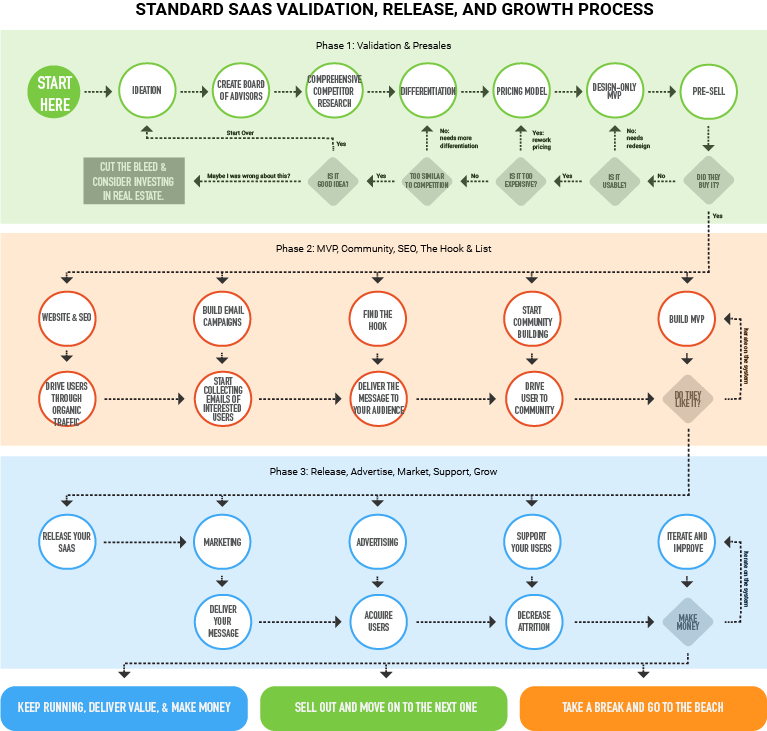 STANDARD SAAS VALIDATION, RELEASE, AND GROWTH PROCESS
Phase 1: Validation & Presales
START
HERE
IDEATION
CREATE BOARD
OF ADVISORS
COMPREHENSIVE
COMPETITOR
RESEARCH
DIFFERENTIATION
PRICING MODEL
DESIGN-ONLY
MVP
PRE-SELL
Start Over
Yes
No:
needs more
differentiation
Yes:
rework
pricing
No:
needs
redesign
CUT THE BLEED &
CONSIDER INVESTING
IN REAL ESTATE.
Maybe I was wrong about this?
IS IT
GOOD IDEA?
Yes
TOO SIMILAR
TO COMPETITION
No
IS IT TOO
EXPENSIVE?
Yes
IS IT
USABLE?
No
DID THEY
BUY IT?
Yes
Phase 2: MVP, Community, SEO, The Hook & List
WEBSITE & SEO
BUILD EMAIL
CAMPAIGNS
FIND THE
HOOK
START
COMMUNITY
BUILDING
BUILD MVP
Iterate on the system
DRIVE USERS
THROUGH
ORGANIC
TRAFFIC
START
COLLECTING
EMAILS OF
INTERESTED
USERS
DELIVER THE
MESSAGE TO
YOUR AUDIENCE
DRIVE
USER TO
COMMUNITY
DO THEY
LIKE IT?
Phase 3: Release, Advertise, Market, Support, Grow
RELEASE YOUR
SAAS
MARKETING
ADVERTISING
SUPPORT
YOUR USERS
ITERATE AND
IMPROVE
Iterate on the system
DELIVER
YOUR
MESSAGE
ACQUIRE
USERS
DECREASE
ATTRITION
MAKE
MONEY
KEEP RUNNING, DELIVER VALUE, & MAKE MONEY
SELL OUT AND MOVE ON TO THE NEXT ONE
TAKE A BREAK AND GO TO THE BEACH